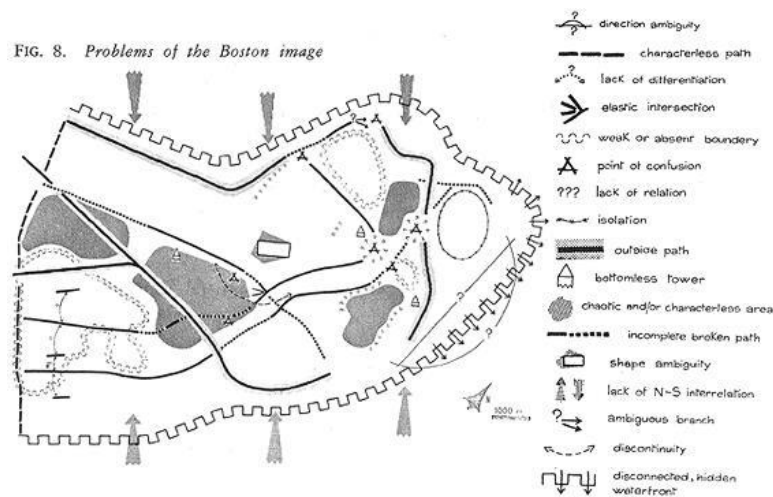 FIG. 8. Problems of the Boston image
? direction ambiguity ?
characterless path
? lack of differentiation
elastic intersection
weak or absent boundary
point of confusion
??? lack of relation
isolation
outside path
bottomless tower
chaotic and/or characterless area
incomplete broken path
shape ambiguity
lack of N-S interrelation
? ambiguous branch
discontinuity
disconnected, hidden
waterfront
?
?
?
1000 m